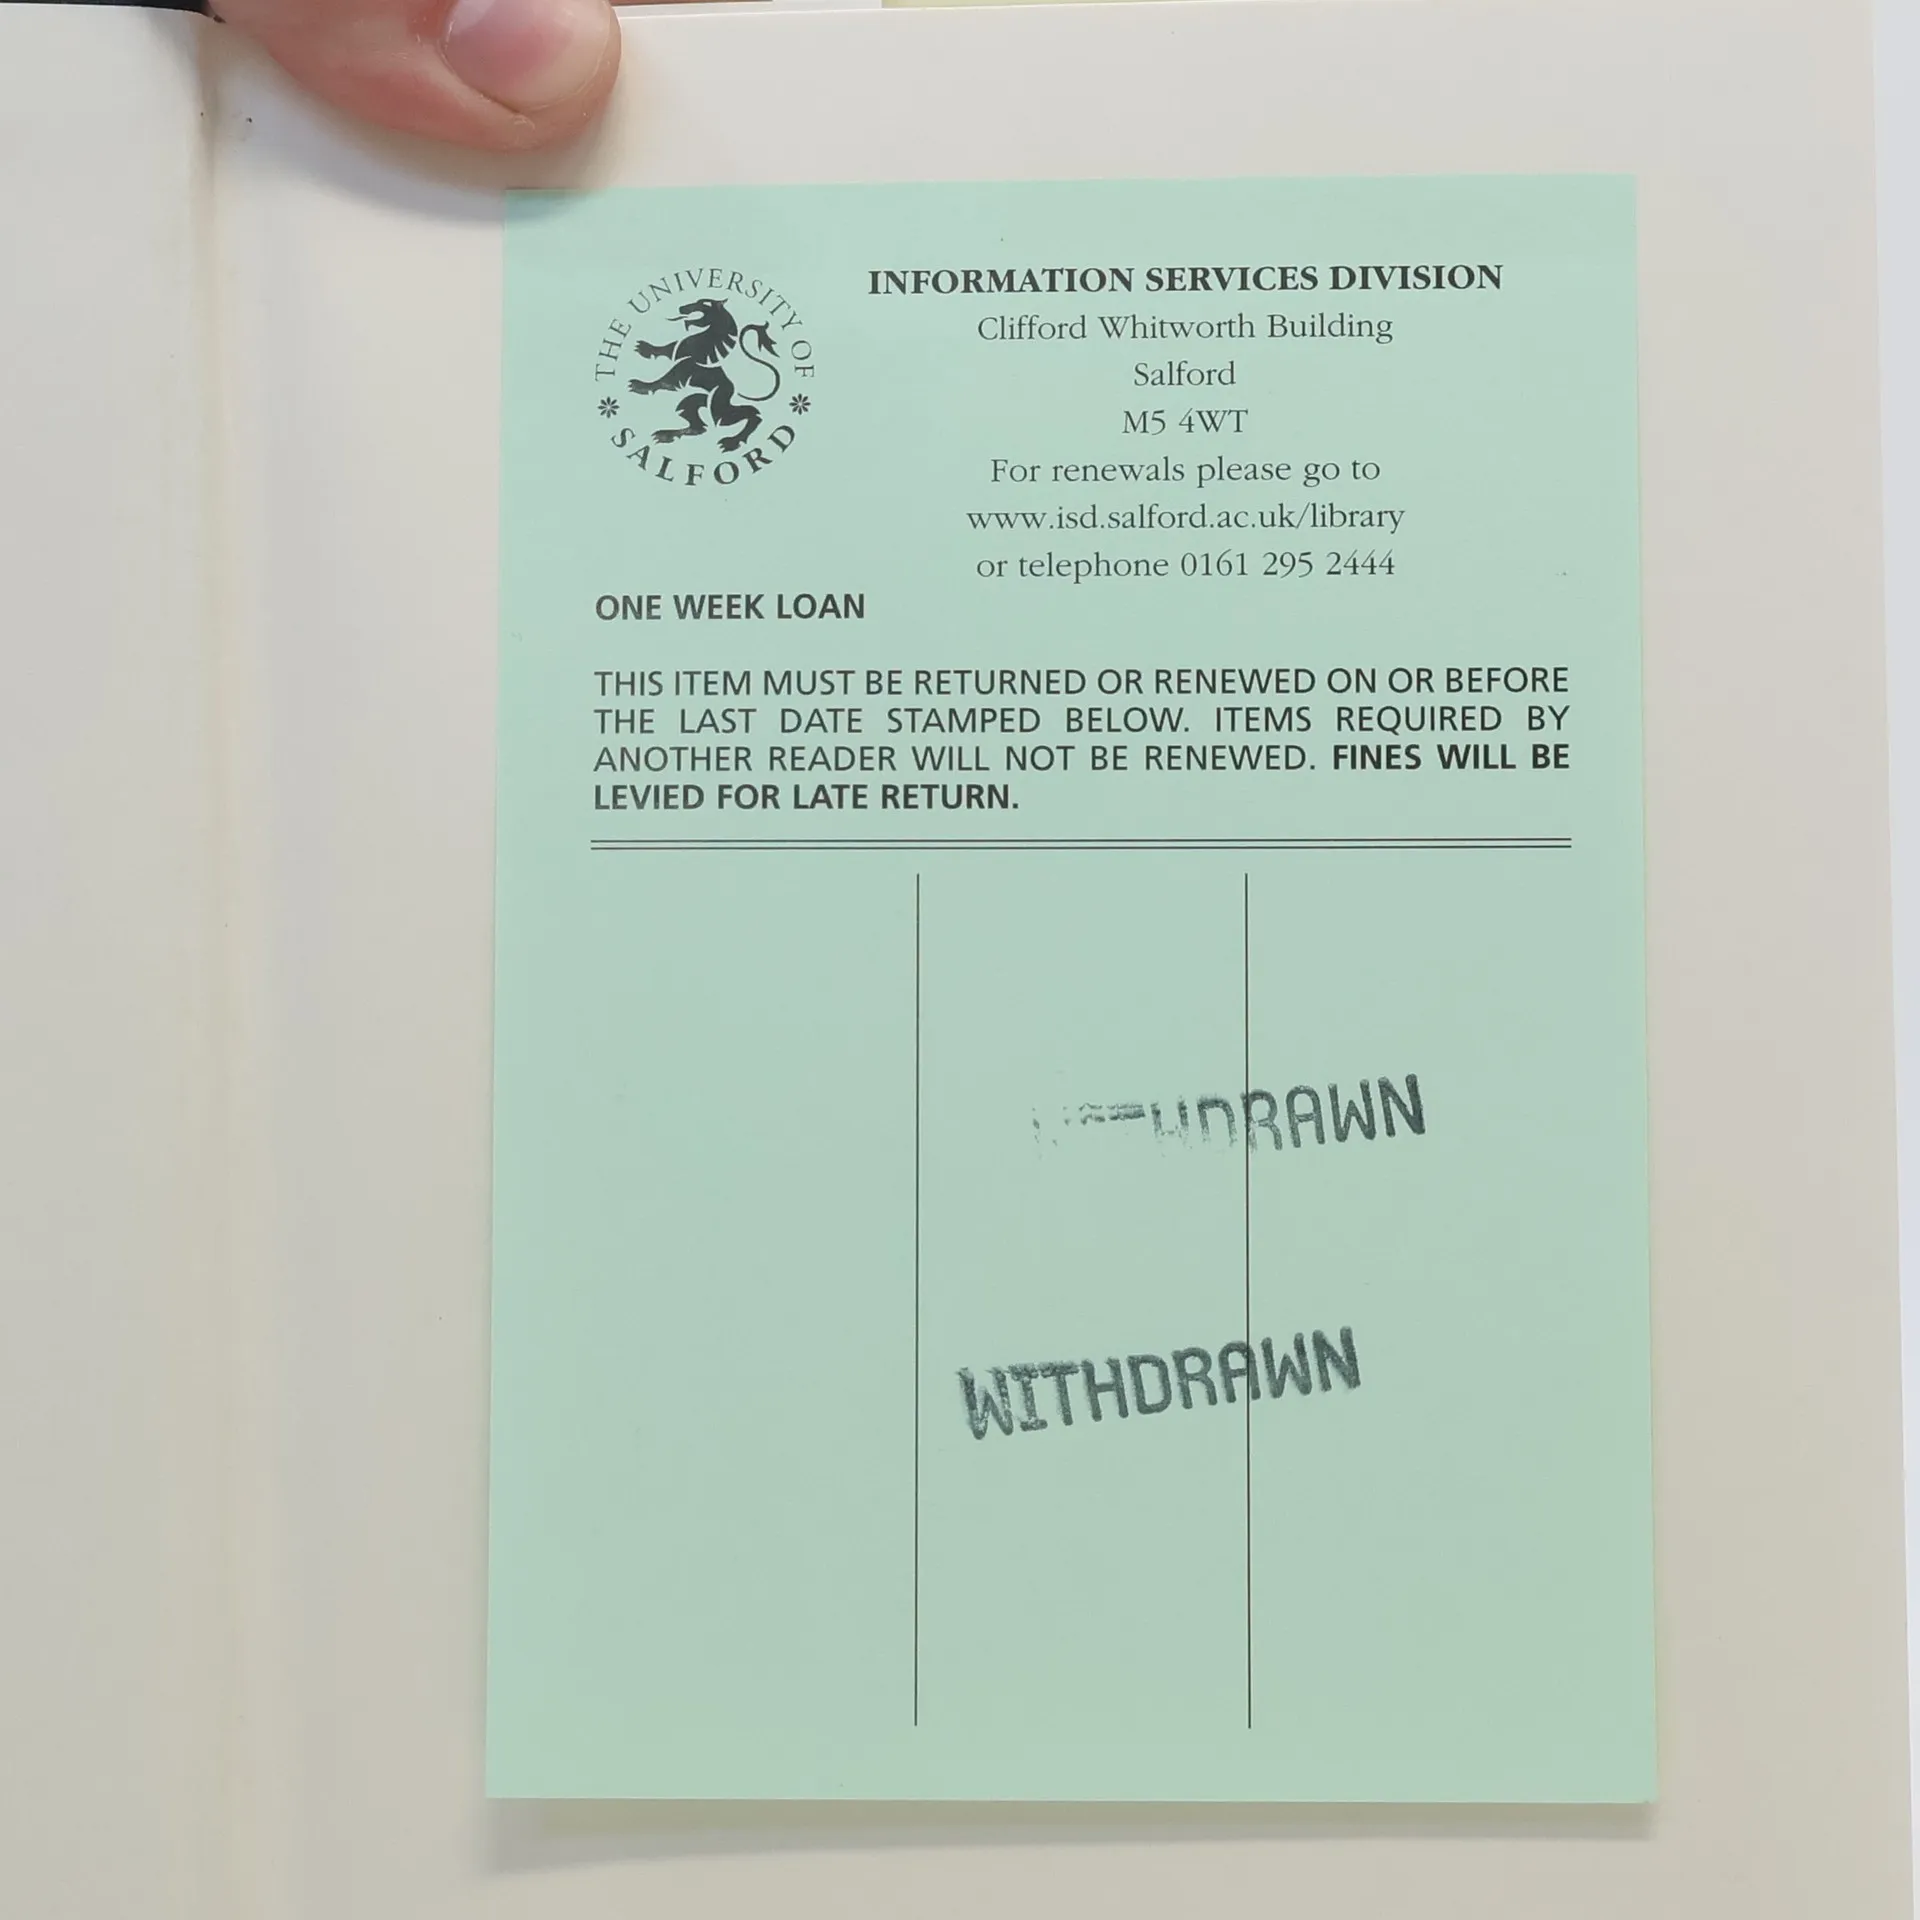 THE UNIVERSITY OF
SALFORD
INFORMATION SERVICES DIVISION
Clifford Whitworth Building
Salford
M5 4WT
For renewals please go to
www.isd.salford.ac.uk/library
or telephone 0161 295 2444
ONE WEEK LOAN
THIS ITEM MUST BE RETURNED OR RENEWED ON OR BEFORE
THE LAST DATE STAMPED BELOW. ITEMS REQUIRED BY
ANOTHER READER WILL NOT BE RENEWED. FINES WILL BE
LEVIED FOR LATE RETURN.
WITHDRAWN
WITHDRAWN